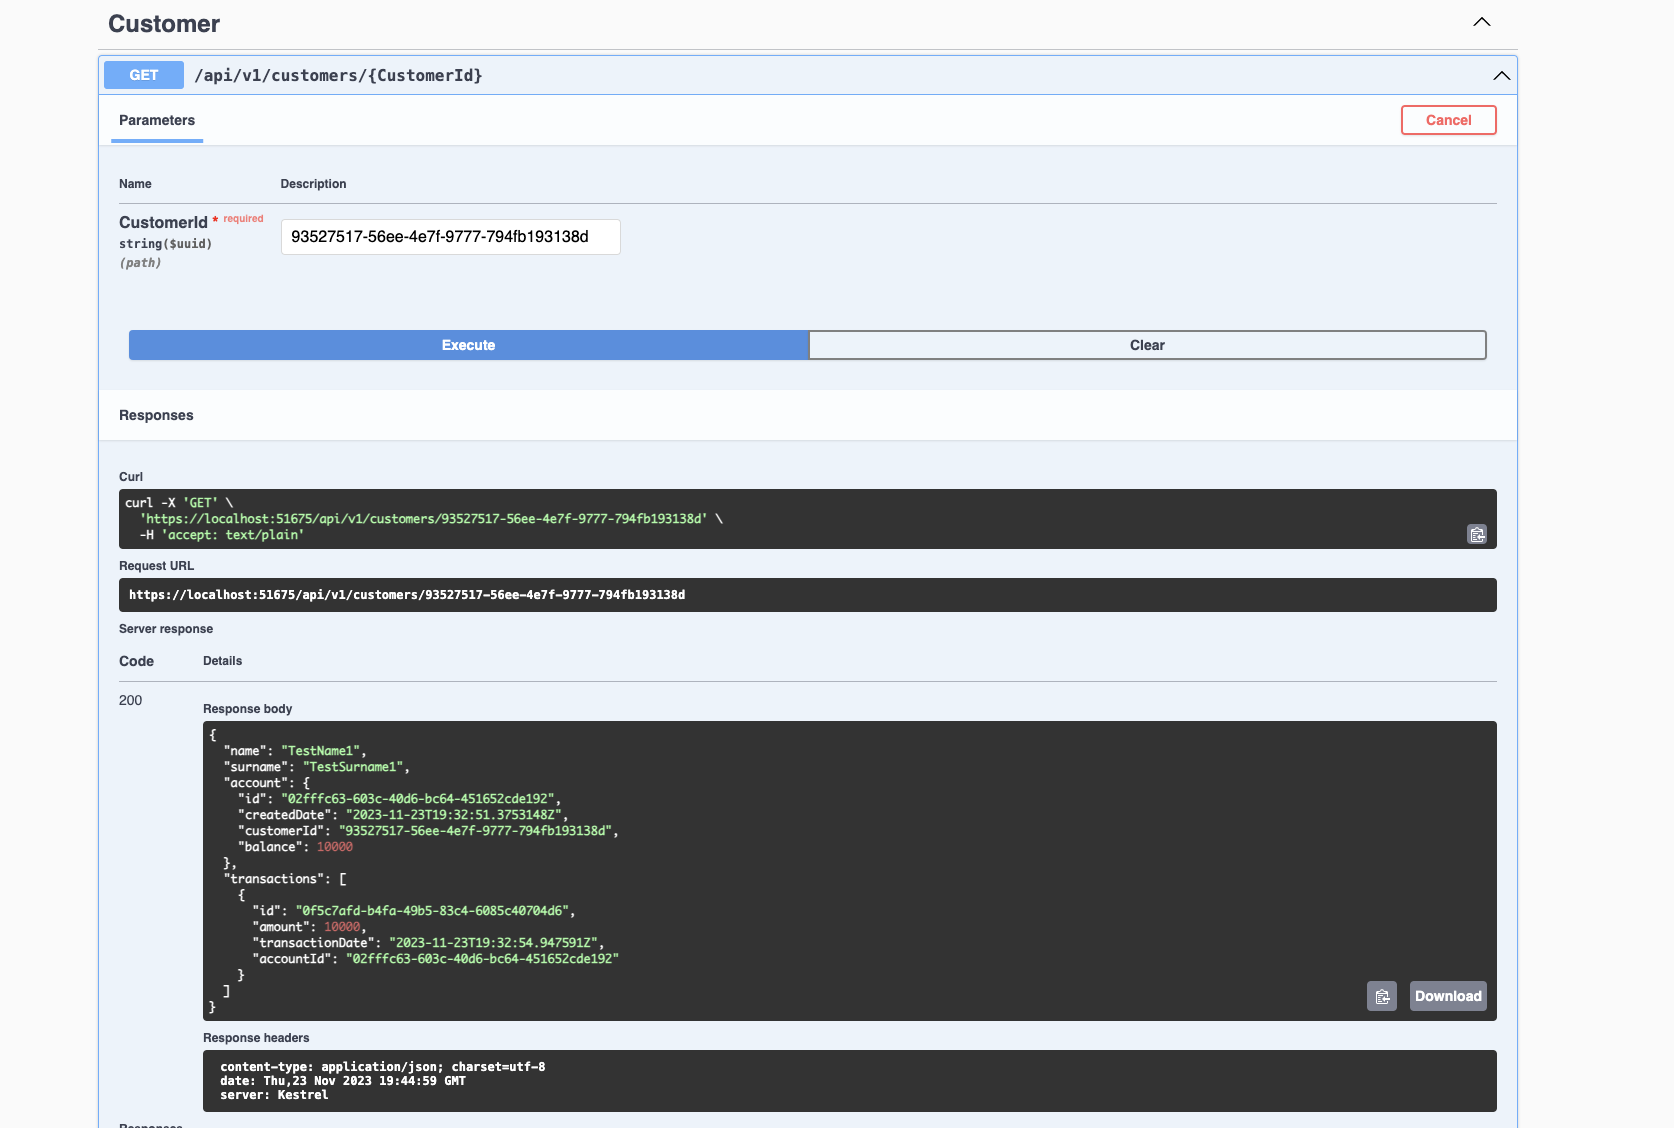 Customer
GET /api/v1/customers/{CustomerId}
Parameters
Cancel
Name Description
CustomerId * required
string($uuid)
(path)
93527517-56ee-4e7f-9777-794fb193138d
Execute Clear
Responses
Curl
curl -X 'GET' \
'https://localhost:51675/api/v1/customers/93527517-56ee-4e7f-9777-794fb193138d' \
-H 'accept: text/plain'
Request URL
https://localhost:51675/api/v1/customers/93527517-56ee-4e7f-9777-794fb193138d
Server response
Code Details
200
Response body
{
"name": "TestName1",
"surname": "TestSurname1",
"account": {
"id": "02fffc63-603c-40d6-bc64-451652cde192",
"createdDate": "2023-11-23T19:32:51.3753148Z",
"customerId": "93527517-56ee-4e7f-9777-794fb193138d",
"balance": 10000
},
"transactions": [
{
"id": "0f5c7afd-b4fa-49b5-83c4-6085c40704d6",
"amount": 10000,
"transactionDate": "2023-11-23T19:32:54.947591Z",
"accountId": "02fffc63-603c-40d6-bc64-451652cde192"
}
]
}
Download
Response headers
content-type: application/json; charset=utf-8
date: Thu,23 Nov 2023 19:44:59 GMT
server: Kestrel
Responses